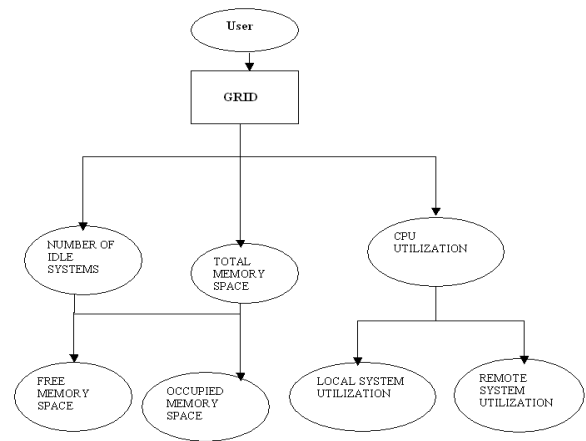 User
GRID
NUMBER OF
IDLE
SYSTEMS
TOTAL
MEMORY
SPACE
CPU
UTILIZATION
FREE
MEMORY
SPACE
OCCUPIED
MEMORY
SPACE
LOCAL SYSTEM
UTILIZATION
REMOTE
SYSTEM
UTILIZATION